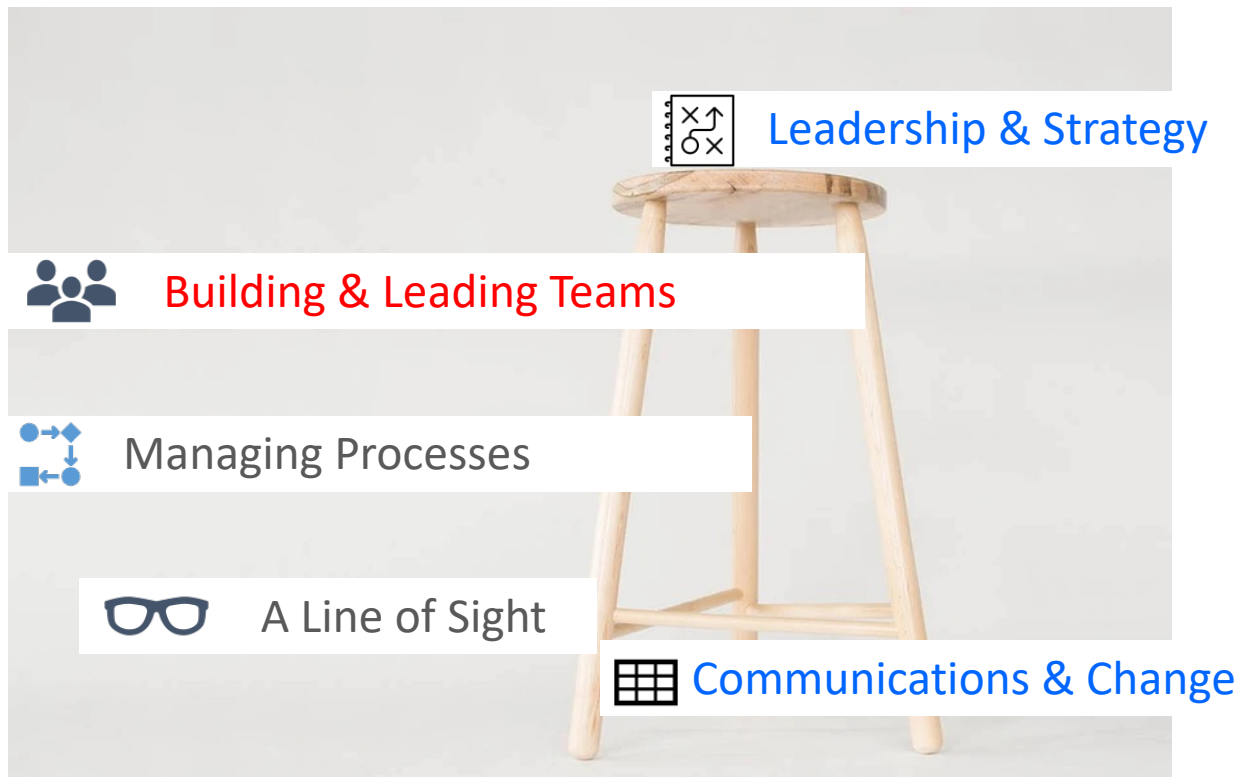 Leadership & Strategy
Building & Leading Teams
Managing Processes
A Line of Sight
Communications & Change